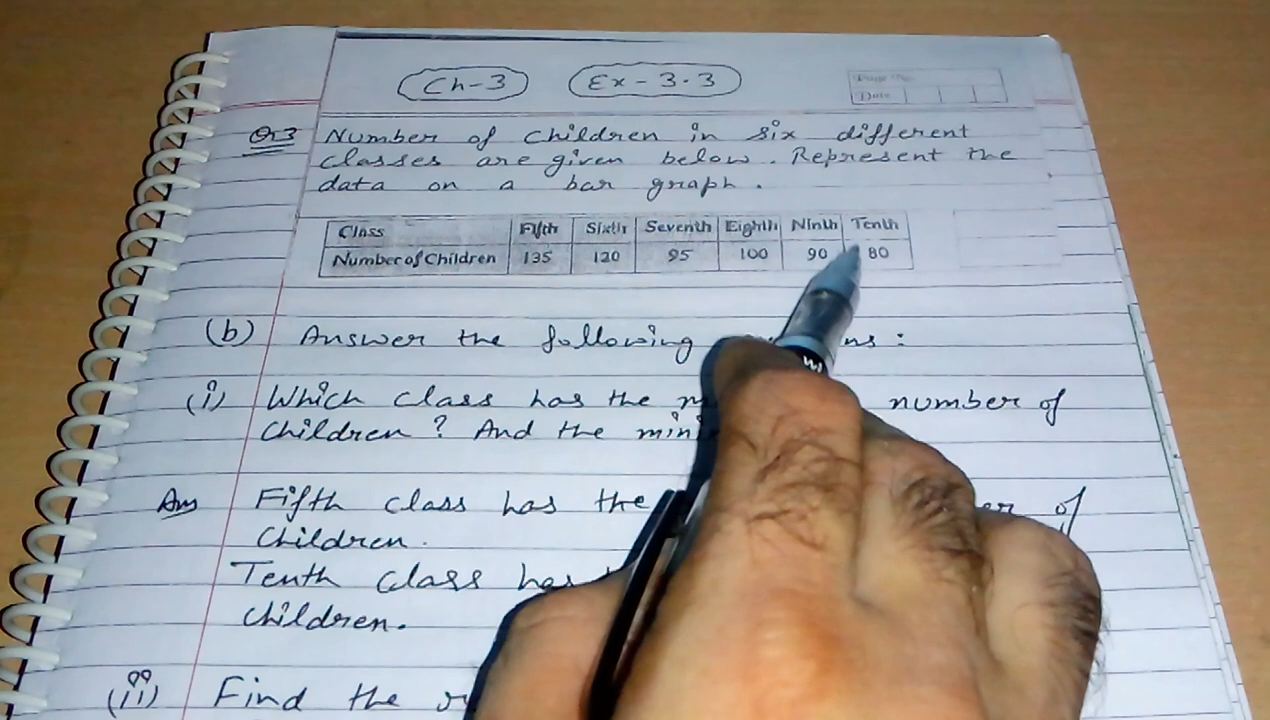 Ch-3 Ex-3.3
Date
Qn3 Number of children in six different
classes are given below. Represent the
data on a bar graph.
Class Fifth Sixth Seventh Eighth Ninth Tenth
Number of Children 135 120 95 100 90 80
(b) Answer the following :
(i) Which class has the number of
children? And the
Ans Fifth class has the of
children.
Tenth class has
children.
(ii) Find the